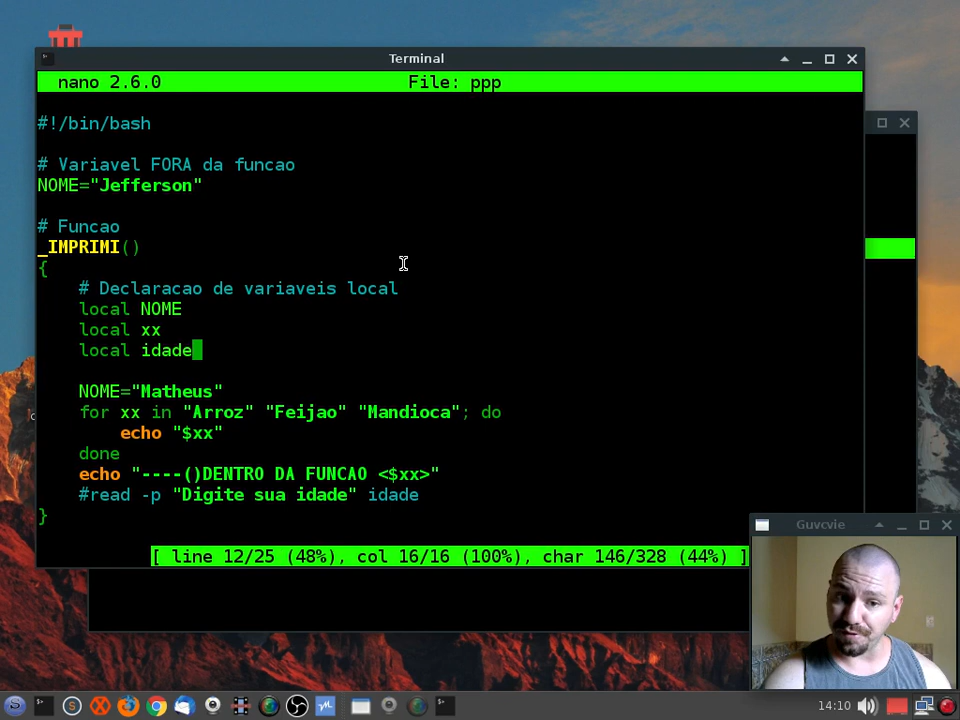 Terminal
nano 2.6.0 File: ppp
#!/bin/bash
# Variavel FORA da funcao
NOME="Jefferson"
# Funcao
_IMPRIMI()
{
# Declaracao de variaveis local
local NOME
local xx
local idade
NOME="Matheus"
for xx in "Arroz" "Feijao" "Mandioca"; do
echo "$xx"
done
echo "----()DENTRO DA FUNCAO <$xx>"
#read -p "Digite sua idade" idade
}
[ line 12/25 (48%), col 16/16 (100%), char 146/328 (44%) ]
Guvcvie
14:10